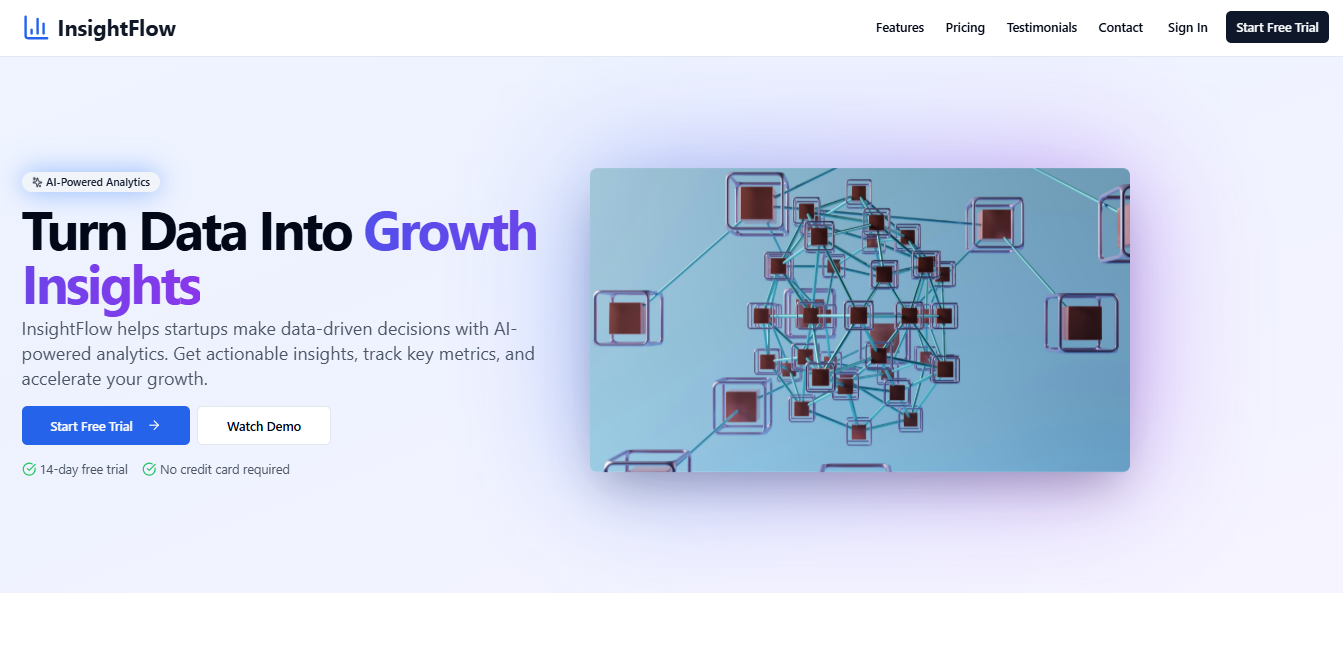 InsightFlow
Features Pricing Testimonials Contact Sign In Start Free Trial
AI-Powered Analytics
Turn Data Into Growth
Insights
InsightFlow helps startups make data-driven decisions with AI-
powered analytics. Get actionable insights, track key metrics, and
accelerate your growth.
Start Free Trial Watch Demo
14-day free trial No credit card required